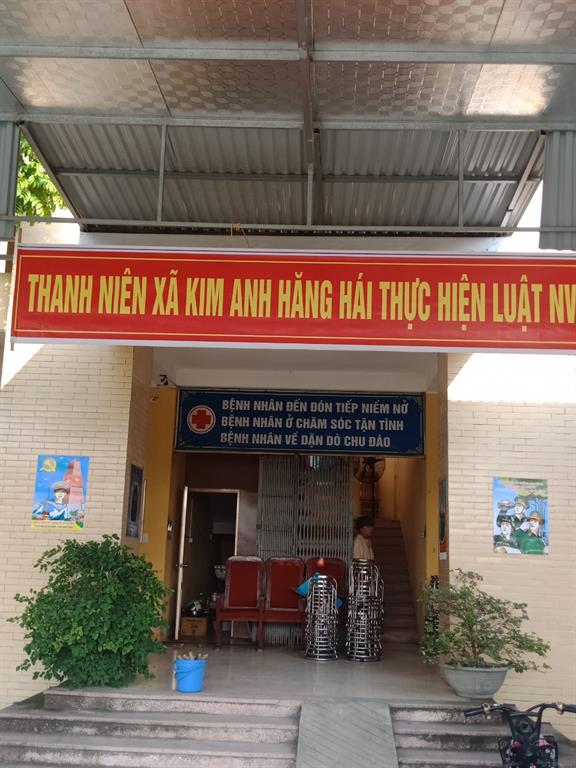 THANH NIÊN XÃ KIM ANH HĂNG HÁI THỰC HIỆN LUẬT NV
BỆNH NHÂN ĐẾN ĐÓN TIẾP NIỀM NỞ
BỆNH NHÂN Ở CHĂM SÓC TẬN TÌNH
BỆNH NHÂN VỀ DẶN DÒ CHU ĐÁO